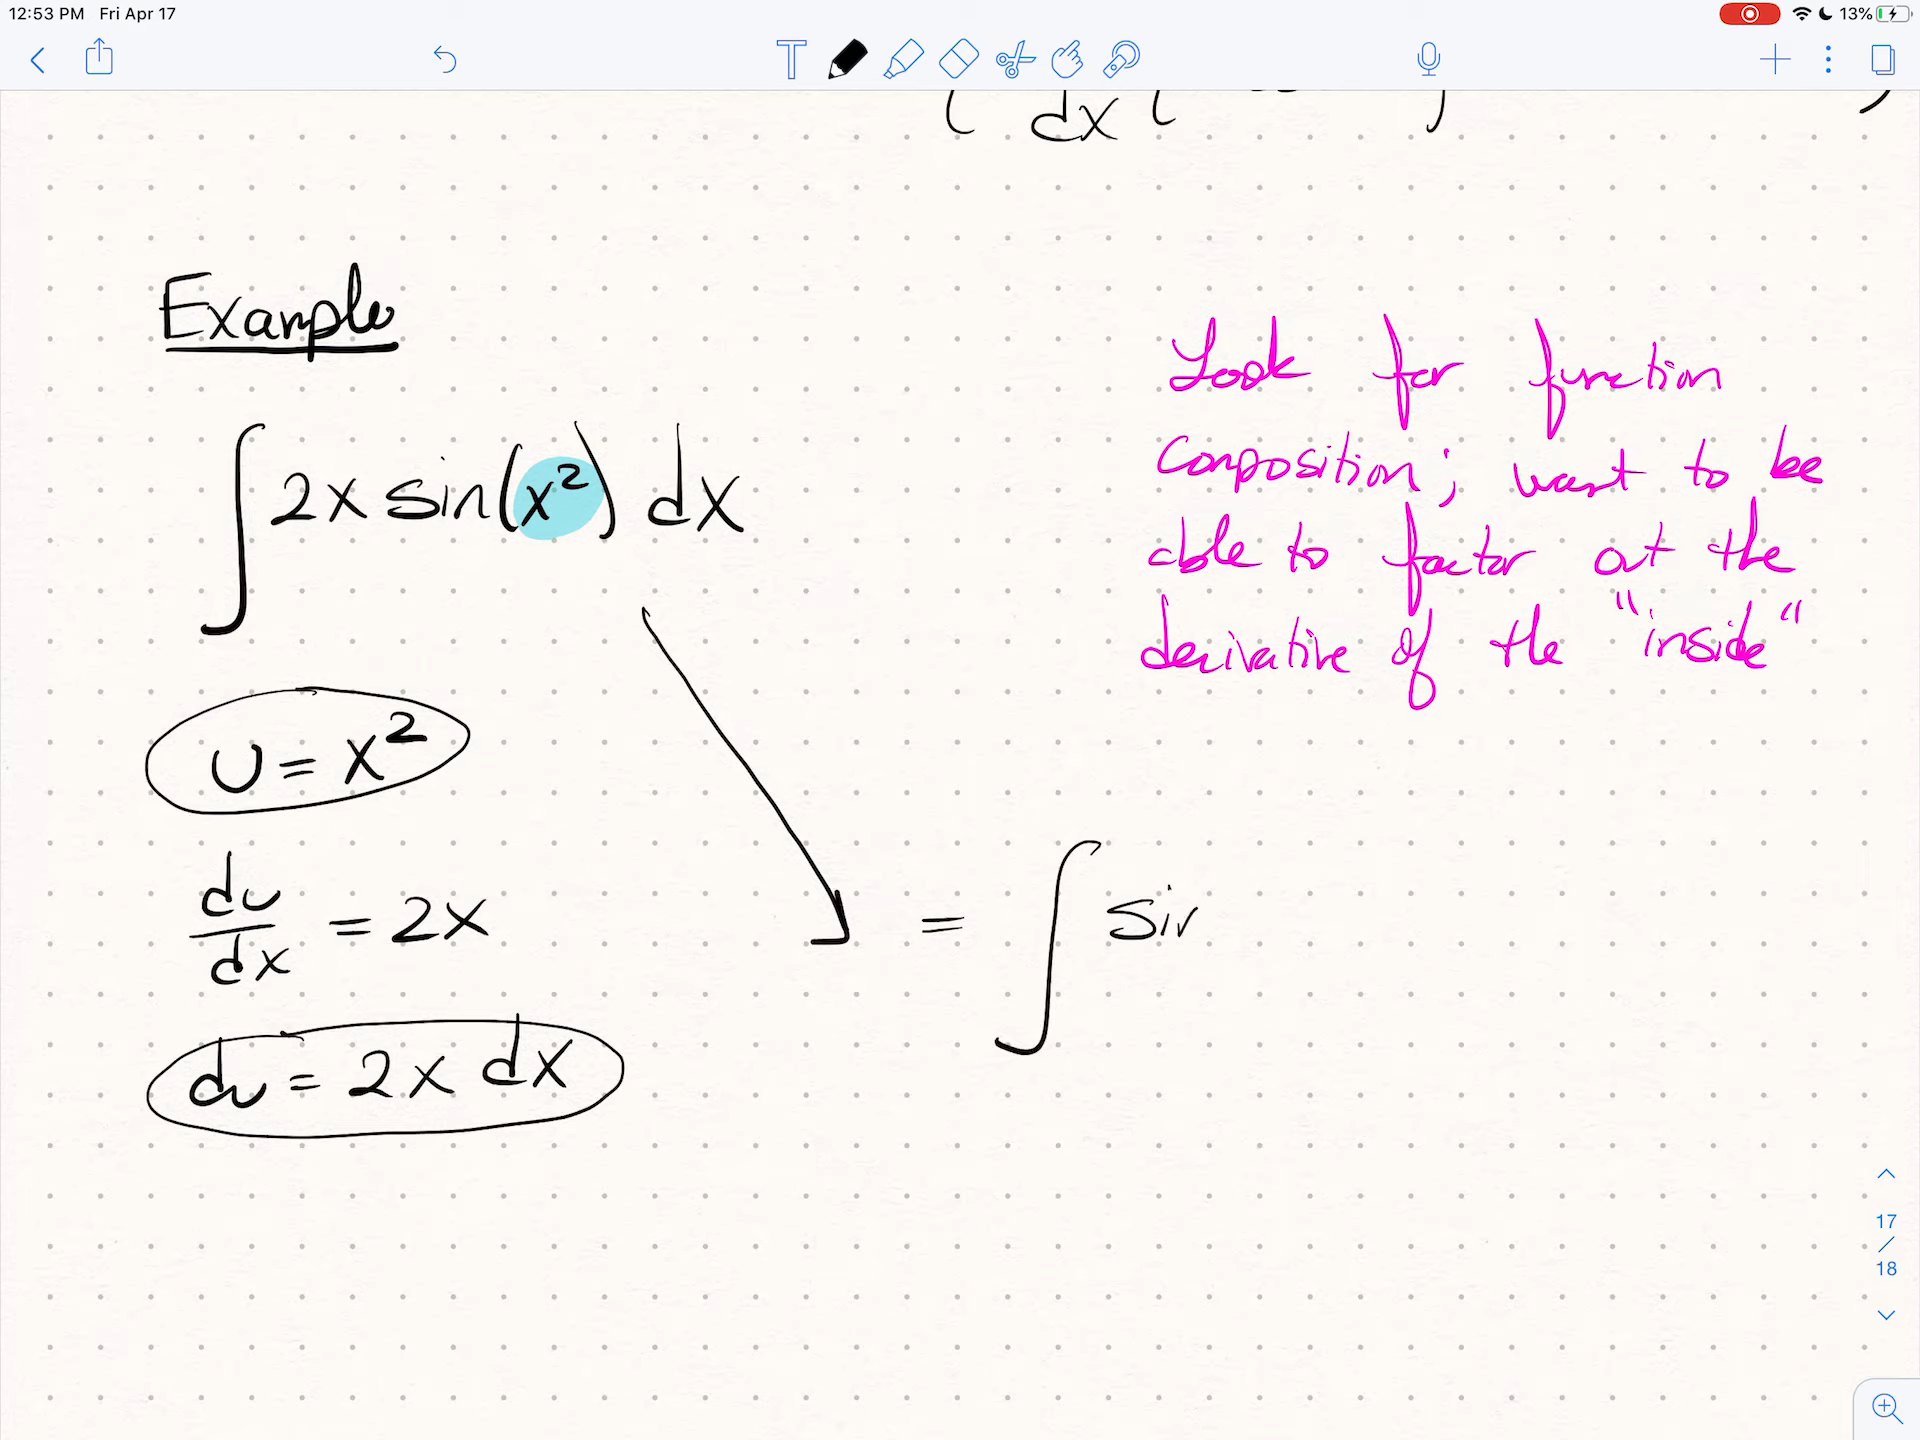 12:53 PM Fri Apr 17
13%
dx
Example
∫ 2x sin(x²) dx
Look for function
composition; want to be
able to factor out the
derivative of the "inside"
u = x²
du/dx = 2x
= ∫ sin
du = 2x dx
17
/
18